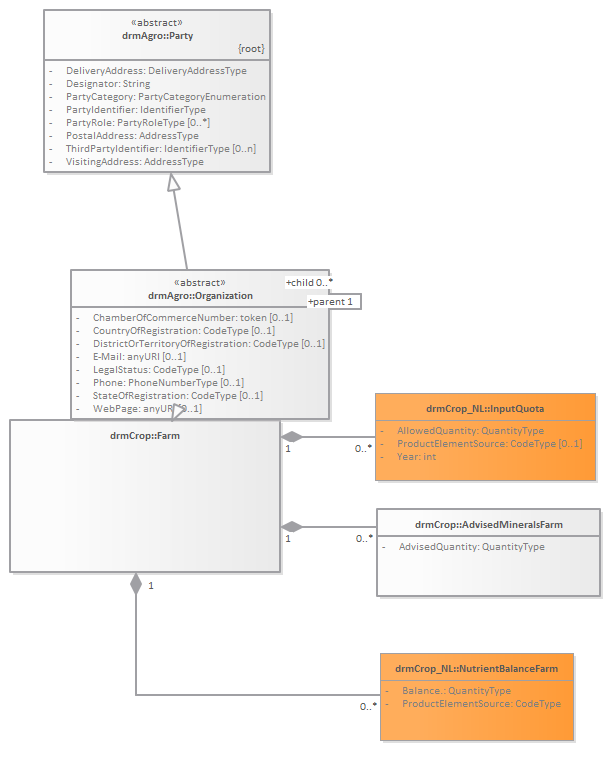 «abstract»
drmAgro::Party
{root}
- DeliveryAddress: DeliveryAddressType
- Designator: String
- PartyCategory: PartyCategoryEnumeration
- PartyIdentifier: IdentifierType
- PartyRole: PartyRoleType [0..*]
- PostalAddress: AddressType
- ThirdPartyIdentifier: IdentifierType [0..n]
- VisitingAddress: AddressType
«abstract»
+child 0..*
drmAgro::Organization
+parent 1
- ChamberOfCommerceNumber: token [0..1]
- CountryOfRegistration: CodeType [0..1]
- DistrictOrTerritoryOfRegistration: CodeType [0..1]
- E-Mail: anyURI [0..1]
- LegalStatus: CodeType [0..1]
- Phone: PhoneNumberType [0..1]
- StateOfRegistration: CodeType [0..1]
- WebPage: anyURI [0..1]
drmCrop::Farm
1
0..*
drmCrop_NL::InputQuota
- AllowedQuantity: QuantityType
- ProductElementSource: CodeType [0..1]
- Year: int
1
0..*
drmCrop::AdvisedMineralsFarm
- AdvisedQuantity: QuantityType
1
0..*
drmCrop_NL::NutrientBalanceFarm
- Balance.: QuantityType
- ProductElementSource: CodeType